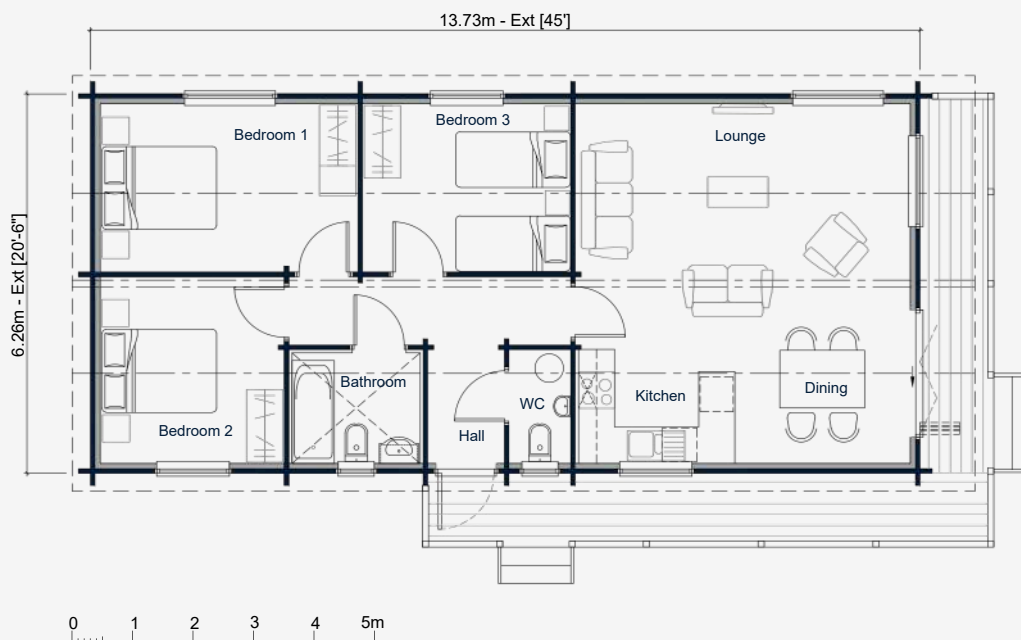 13.73m - Ext [45']
Bedroom 1
Bedroom 3
Lounge
6.26m - Ext [20'-6"]
Bathroom
WC
Kitchen
Dining
Bedroom 2
Hall
0 1 2 3 4 5m